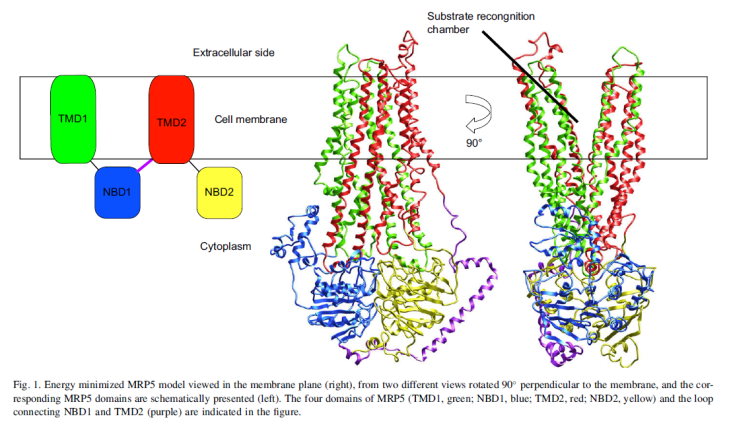 Substrate recongnition
chamber
Extracellular side
TMD1
TMD2
Cell membrane
90°
NBD1
NBD2
Cytoplasm
Fig. 1. Energy minimized MRP5 model viewed in the membrane plane (right), from two different views rotated 90° perpendicular to the membrane, and the cor-
responding MRP5 domains are schematically presented (left). The four domains of MRP5 (TMD1, green; NBD1, blue; TMD2, red; NBD2, yellow) and the loop
connecting NBD1 and TMD2 (purple) are indicated in the figure.